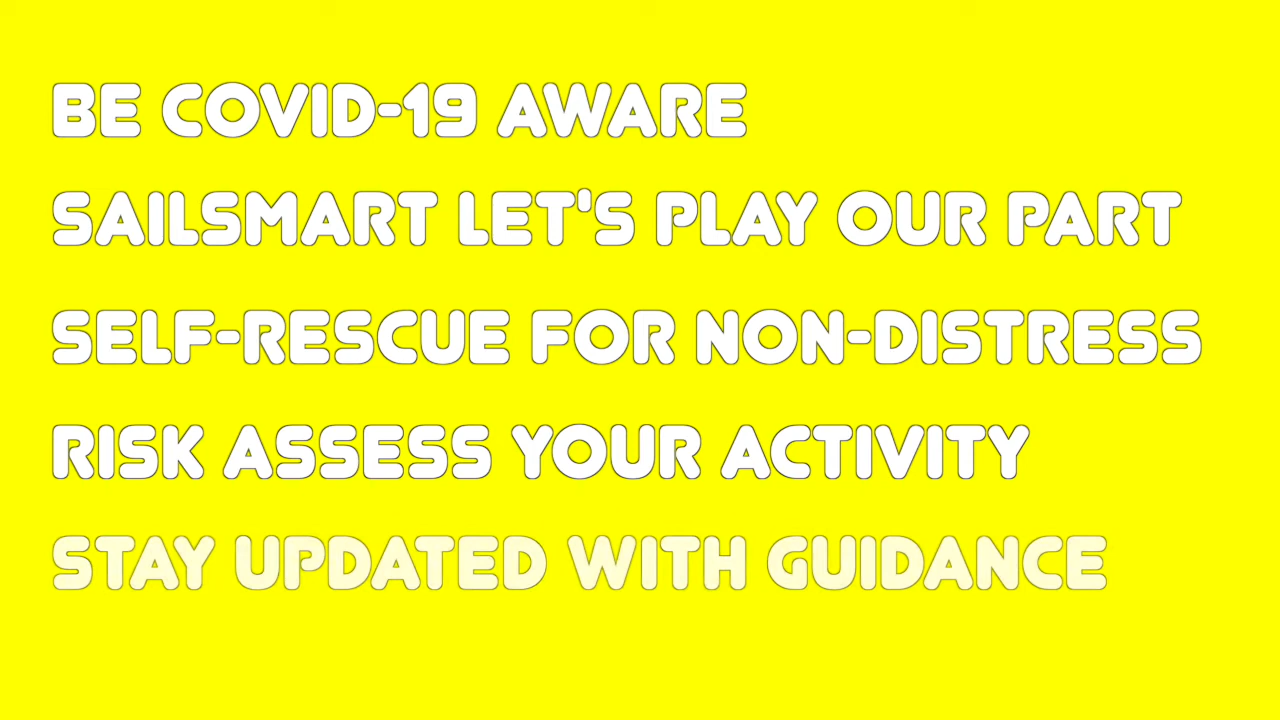 BE COVID-19 AWARE
SAILSMART LET'S PLAY OUR PART
SELF-RESCUE FOR NON-DISTRESS
RISK ASSESS YOUR ACTIVITY
STAY UPDATED WITH GUIDANCE